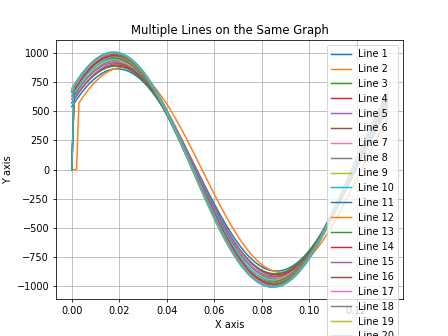 Multiple Lines on the Same Graph
Y axis
1000
750
500
250
0
−250
−500
−750
−1000
0.00
0.02
0.04
0.06
0.08
0.10
X axis
Line 1
Line 2
Line 3
Line 4
Line 5
Line 6
Line 7
Line 8
Line 9
Line 10
Line 11
Line 12
Line 13
Line 14
Line 15
Line 16
Line 17
Line 18
Line 19
Line 20